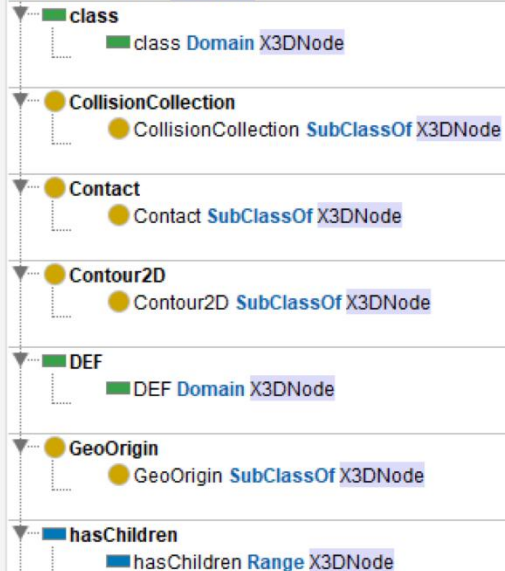 class
class Domain X3DNode
CollisionCollection
CollisionCollection SubClassOf X3DNode
Contact
Contact SubClassOf X3DNode
Contour2D
Contour2D SubClassOf X3DNode
DEF
DEF Domain X3DNode
GeoOrigin
GeoOrigin SubClassOf X3DNode
hasChildren
hasChildren Range X3DNode